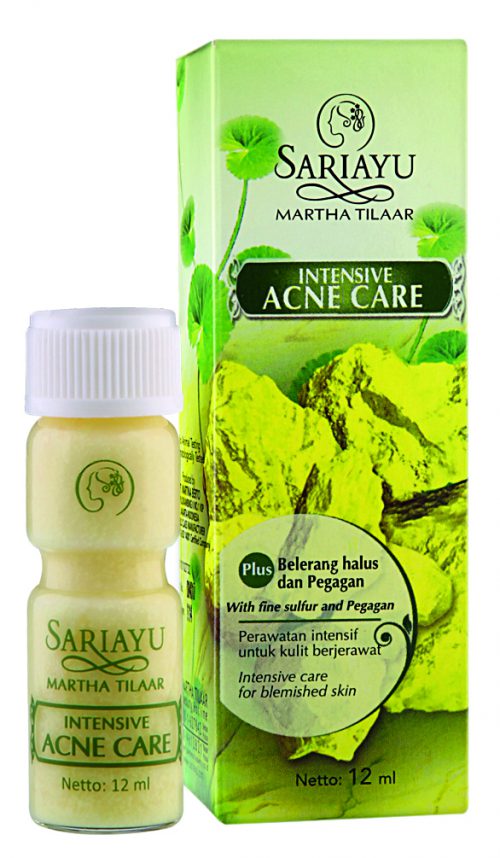 SARIAYU
MARTHA TILAAR
INTENSIVE
ACNE CARE
Plus
Belerang halus
dan Pegagan
With fine sulfur and Pegagan
Perawatan intensif
untuk kulit berjerawat
Intensive care
for blemished skin
Netto: 12 ml
SARIAYU
MARTHA TILAAR
INTENSIVE
ACNE CARE
Netto: 12 ml